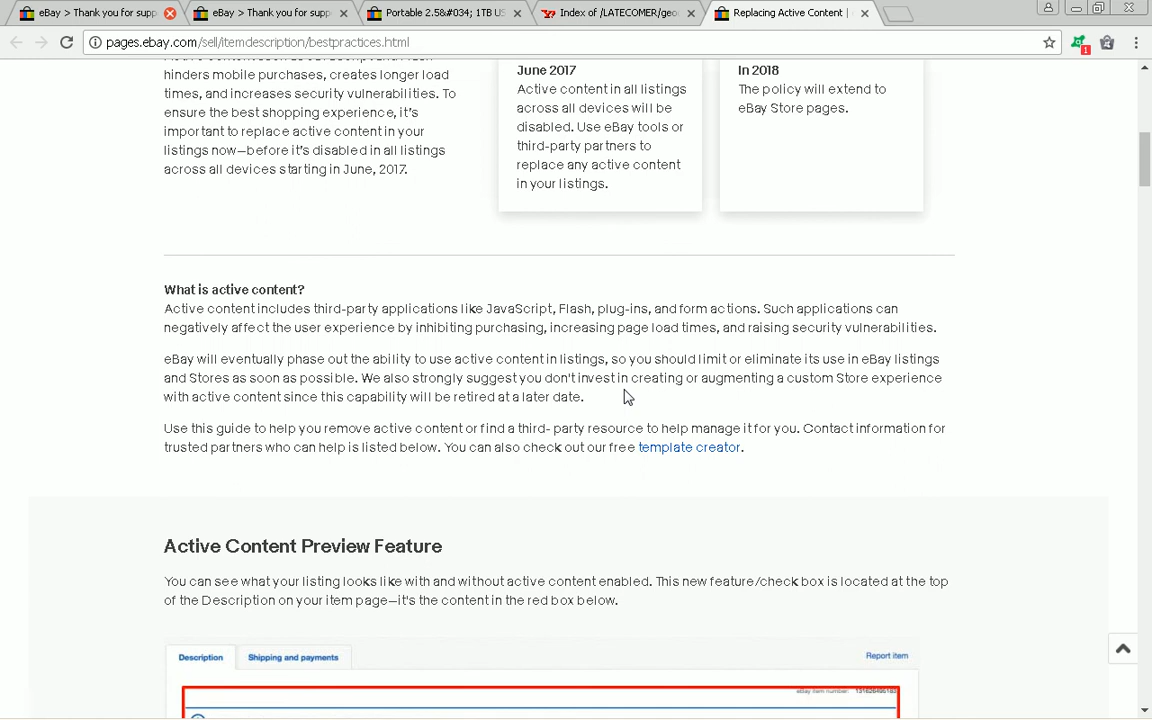 eBay > Thank you for supp
eBay > Thank you for supp
Portable 2.5&#034; 1TB US
Index of /LATECOMER/geo
Replacing Active Content |
pages.ebay.com/sell/itemdescription/bestpractices.html
1
hinders mobile purchases, creates longer load
times, and increases security vulnerabilities. To
ensure the best shopping experience, it's
important to replace active content in your
listings now—before it's disabled in all listings
across all devices starting in June, 2017.
June 2017
Active content in all listings
across all devices will be
disabled. Use eBay tools or
third-party partners to
replace any active content
in your listings.
In 2018
The policy will extend to
eBay Store pages.
What is active content?
Active content includes third-party applications like JavaScript, Flash, plug-ins, and form actions. Such applications can
negatively affect the user experience by inhibiting purchasing, increasing page load times, and raising security vulnerabilities.
eBay will eventually phase out the ability to use active content in listings, so you should limit or eliminate its use in eBay listings
and Stores as soon as possible. We also strongly suggest you don't invest in creating or augmenting a custom Store experience
with active content since this capability will be retired at a later date.
Use this guide to help you remove active content or find a third- party resource to help manage it for you. Contact information for
trusted partners who can help is listed below. You can also check out our free template creator.
Active Content Preview Feature
You can see what your listing looks like with and without active content enabled. This new feature/check box is located at the top
of the Description on your item page—it's the content in the red box below.
Description
Shipping and payments
Report item
eBay item number: